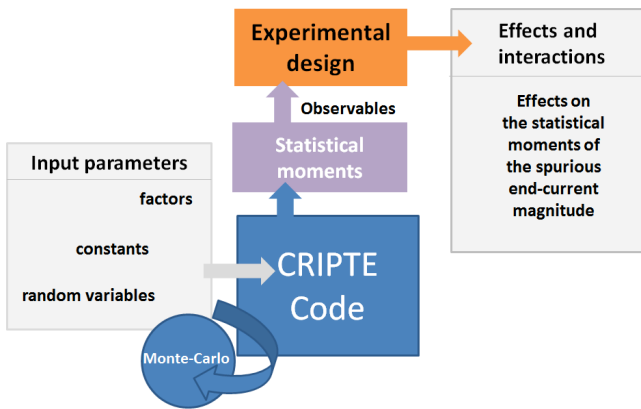 Experimental
design
Effects and
interactions
Observables
Effects on
the statistical
moments of
the spurious
end-current
magnitude
Statistical
moments
Input parameters
factors
constants
random variables
CRIPTE
Code
Monte-Carlo